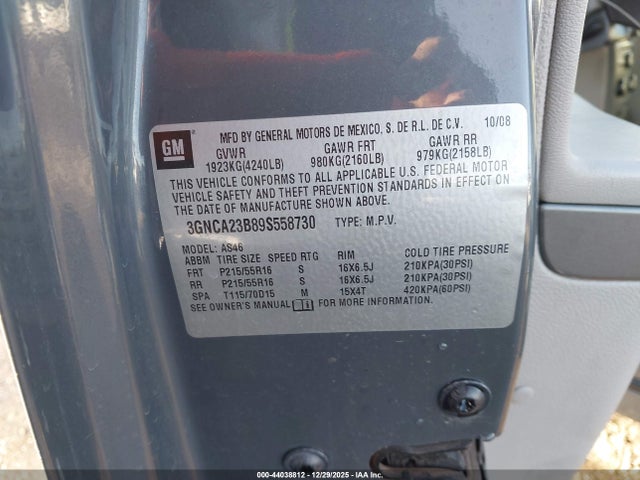 GM
MFD BY GENERAL MOTORS DE MEXICO, S. DE R.L. DE C.V. 10/08
GVWR GAWR FRT GAWR RR
1923KG(4240LB) 980KG(2160LB) 979KG(2158LB)
THIS VEHICLE CONFORMS TO ALL APPLICABLE U.S. FEDERAL MOTOR
VEHICLE SAFETY AND THEFT PREVENTION STANDARDS IN EFFECT ON
THE DATE OF MANUFACTURE SHOWN ABOVE.
3GNCA23B89S558730 TYPE: M.P.V.
MODEL: AS46
ABBM TIRE SIZE SPEED RTG RIM COLD TIRE PRESSURE
FRT P215/55R16 S 16X6.5J 210KPA(30PSI)
RR P215/55R16 S 16X6.5J 210KPA(30PSI)
SPA T115/70D15 M 15X4T 420KPA(60PSI)
SEE OWNER'S MANUAL FOR MORE INFORMATION.
000-44038812 - 12/29/2025 - IAAI.COM